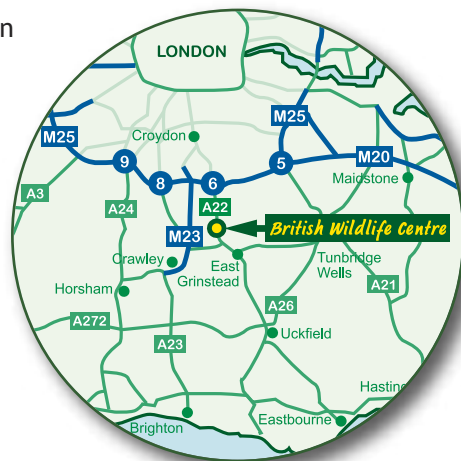 n
LONDON
M25
Croydon
M25
9
8
6
5
M20
A3
A24
A22
Maidstone
M23
British Wildlife Centre
Crawley
East
Grinstead
Tunbridge
Wells
Horsham
A21
A272
A23
A26
Uckfield
Hastin
Brighton
Eastbourne